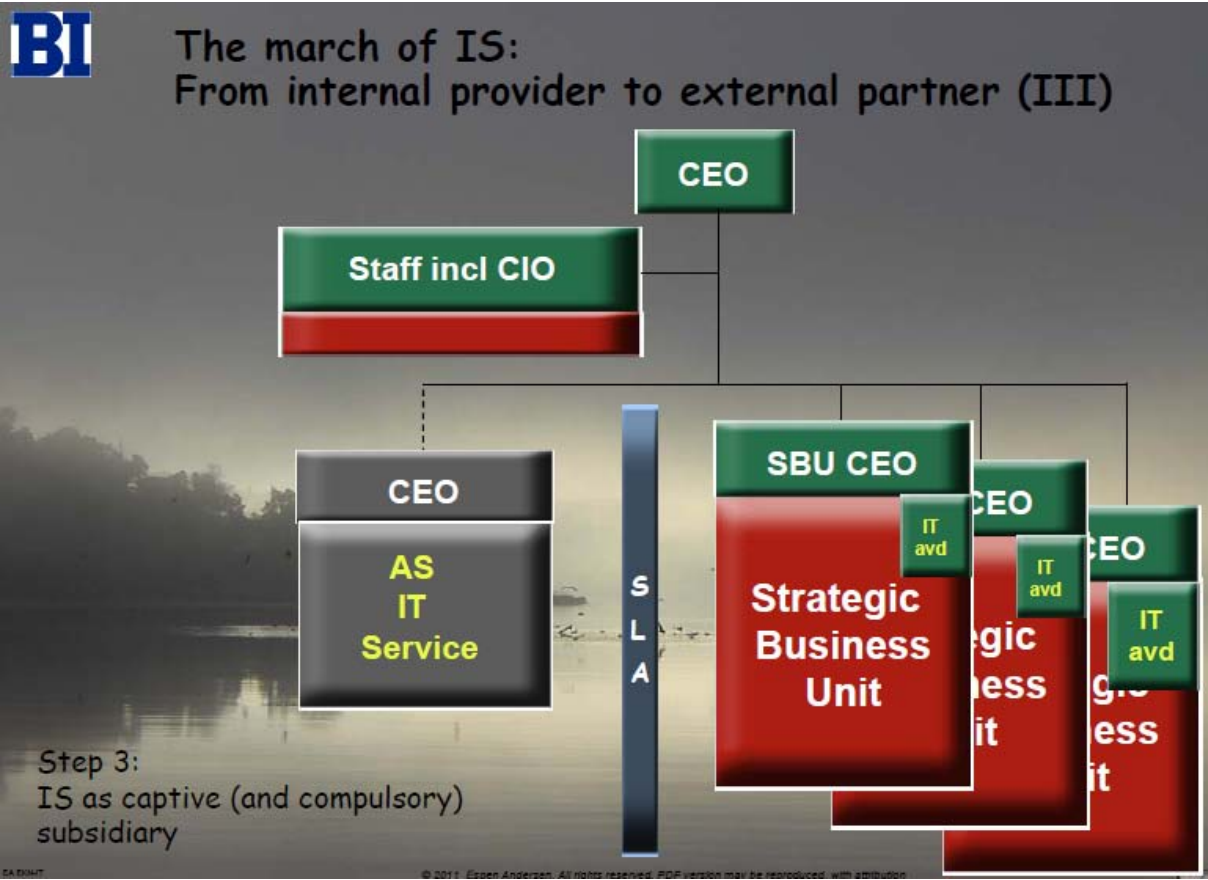 BI
The march of IS:
From internal provider to external partner (III)
CEO
Staff incl CIO
CEO
AS
IT
Service
S
L
A
SBU CEO
IT
avd
Strategic
Business
Unit
CEO
IT
avd
egic
ness
it
CEO
IT
avd
ess
it
Step 3:
IS as captive (and compulsory)
subsidiary
© 2011 Espen Andersen. All rights reserved. PDF version may be reproduced, with attribution